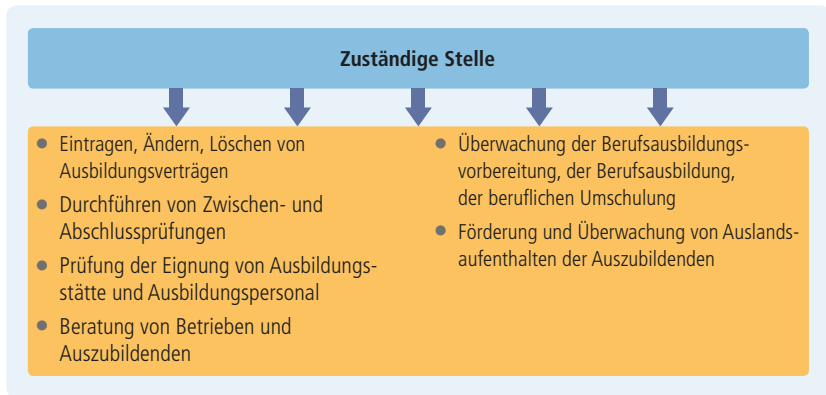 Zuständige Stelle
● Eintragen, Ändern, Löschen von
Ausbildungsverträgen
● Durchführen von Zwischen- und
Abschlussprüfungen
● Prüfung der Eignung von Ausbildungs-
stätte und Ausbildungspersonal
● Beratung von Betrieben und
Auszubildenden
● Überwachung der Berufsausbildungs-
vorbereitung, der Berufsausbildung,
der beruflichen Umschulung
● Förderung und Überwachung von Auslands-
aufenthalten der Auszubildenden